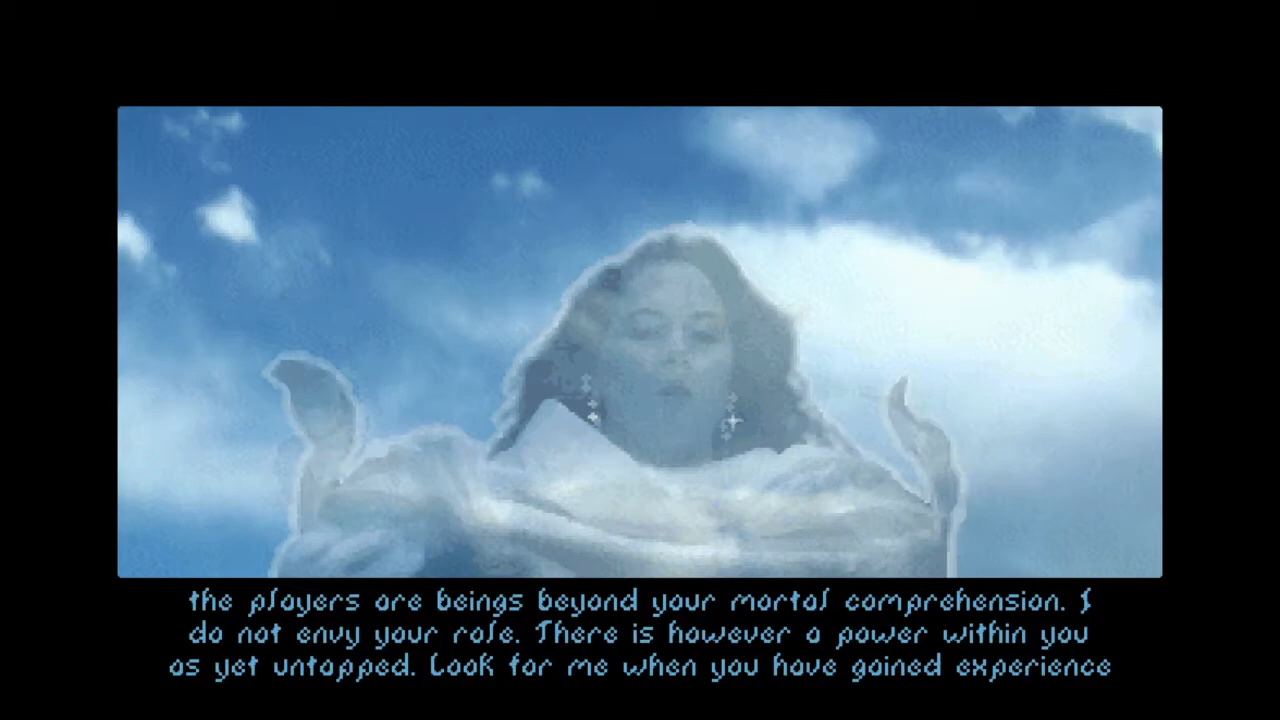 the players are beings beyond your mortal comprehension. I
do not envy your role. There is however a power within you
as yet untapped. Look for me when you have gained experience